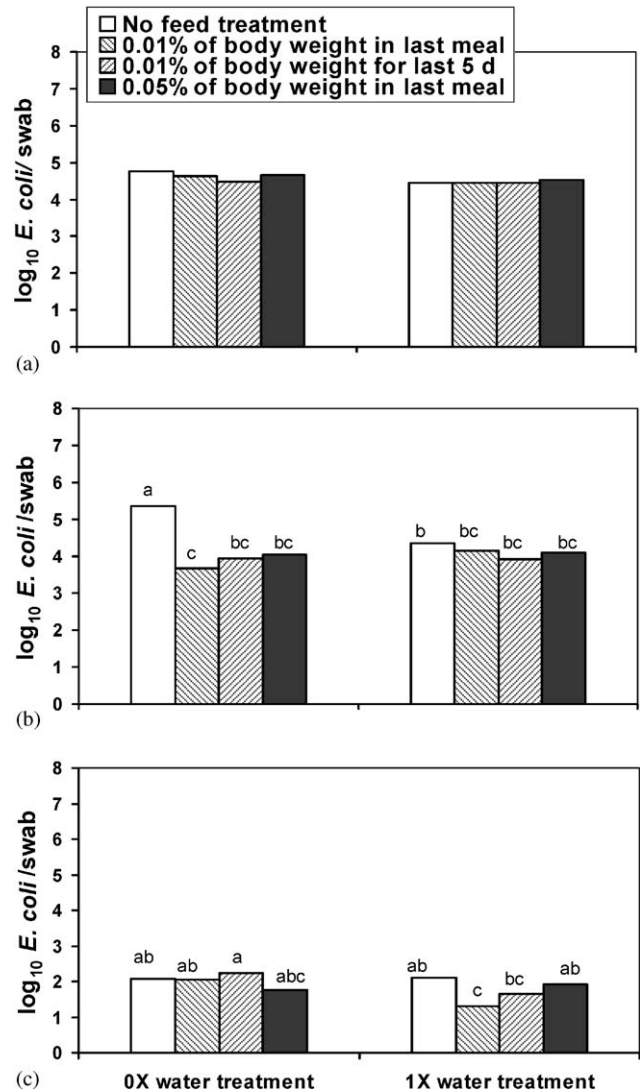 No feed treatment
0.01% of body weight in last meal
0.01% of body weight for last 5 d
0.05% of body weight in last meal
8
7
6
5
4
3
2
1
0
log10 E. coli/ swab
(a)
8
7
6
5
4
3
2
1
0
log10 E. coli /swab
a
c
bc
bc
b
bc
bc
bc
(b)
8
7
6
5
4
3
2
1
0
log10 E. coli /swab
ab
ab
a
abc
ab
c
bc
ab
(c)
0X water treatment
1X water treatment